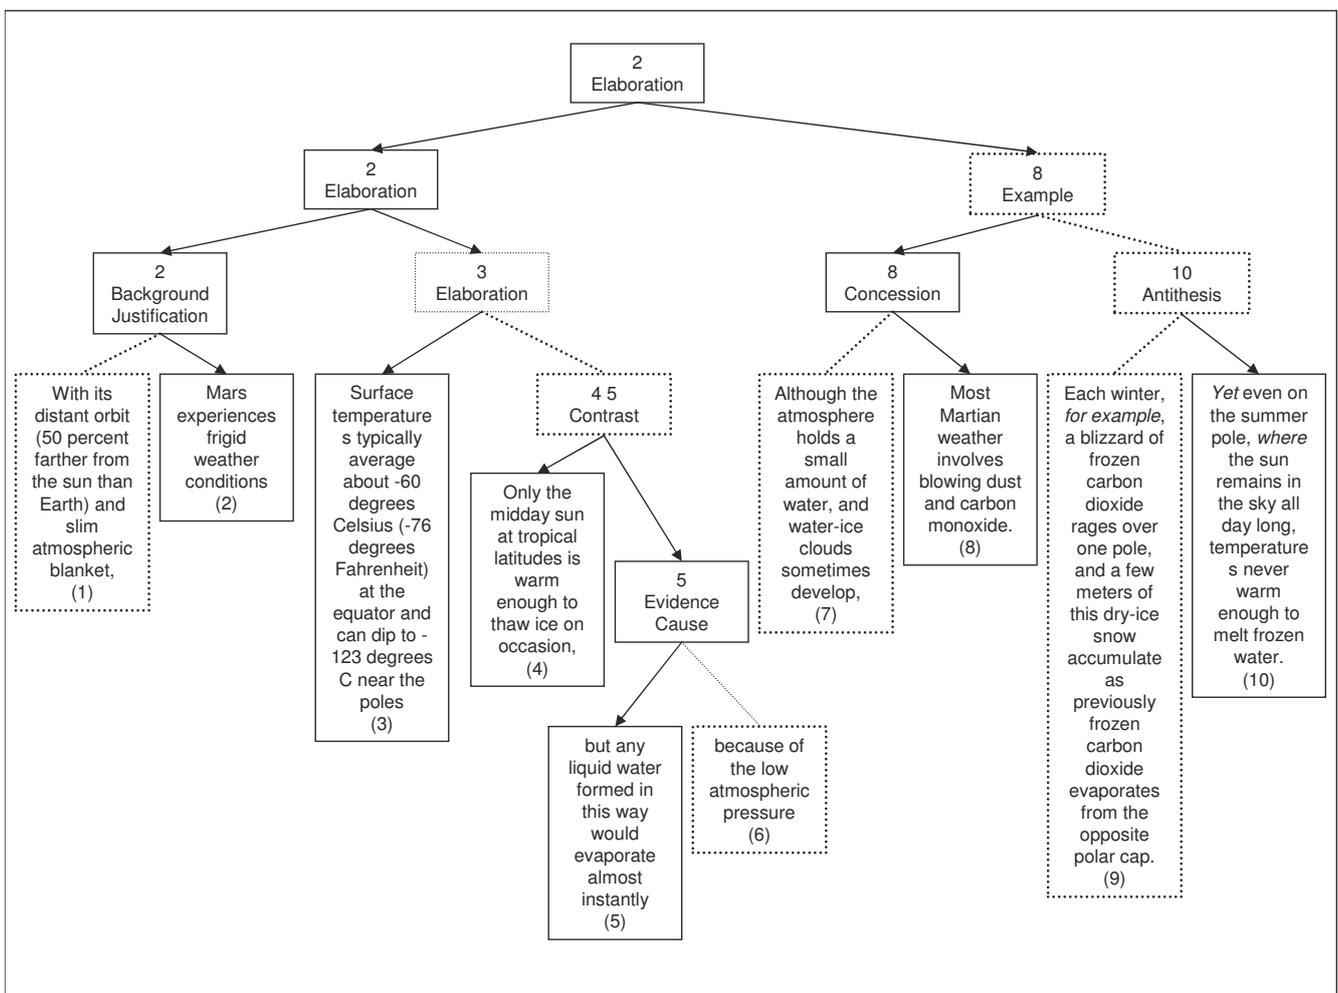 2
Elaboration
2
Elaboration
8
Example
2
Background
Justification
3
Elaboration
8
Concession
10
Antithesis
With its
distant orbit
(50 percent
farther from
the sun than
Earth) and
slim
atmospheric
blanket,
(1)
Mars
experiences
frigid
weather
conditions
(2)
Surface
temperature
s typically
average
about -60
degrees
Celsius (-76
degrees
Fahrenheit)
at the
equator and
can dip to -
123 degrees
C near the
poles
(3)
4 5
Contrast
Only the
midday sun
at tropical
latitudes is
warm
enough to
thaw ice on
occasion,
(4)
5
Evidence
Cause
but any
liquid water
formed in
this way
would
evaporate
almost
instantly
(5)
because of
the low
atmospheric
pressure
(6)
Although the
atmosphere
holds a
small
amount of
water, and
water-ice
clouds
sometimes
develop,
(7)
Most
Martian
weather
involves
blowing dust
and carbon
monoxide.
(8)
Each winter,
for example,
a blizzard of
frozen
carbon
dioxide
rages over
one pole,
and a few
meters of
this dry-ice
snow
accumulate
as
previously
frozen
carbon
dioxide
evaporates
from the
opposite
polar cap.
(9)
Yet even on
the summer
pole, where
the sun
remains in
the sky all
day long,
temperature
s never
warm
enough to
melt frozen
water.
(10)